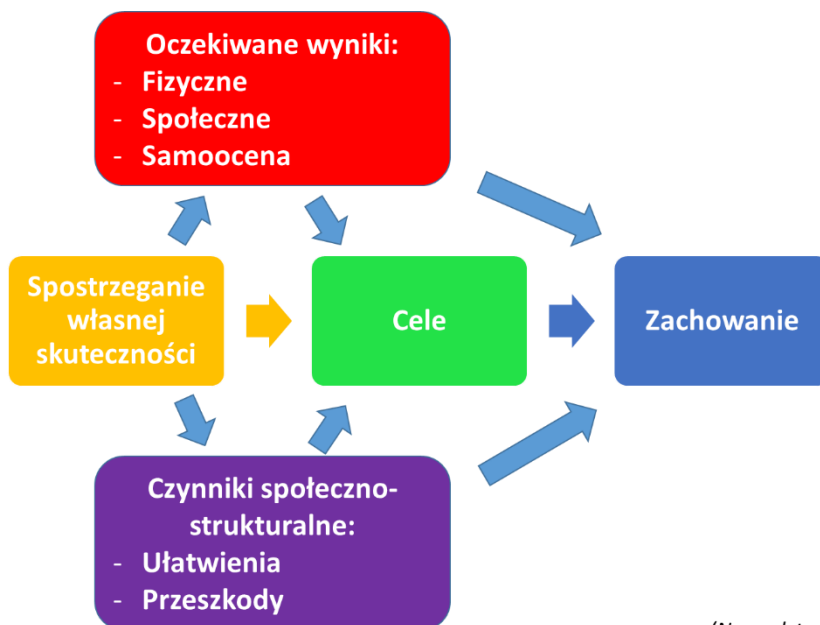 Oczekiwane wyniki:
- Fizyczne
- Społeczne
- Samoocena
Spostrzeganie
własnej
skuteczności
Cele
Zachowanie
Czynniki społeczno-
strukturalne:
- Ułatwienia
- Przeszkody